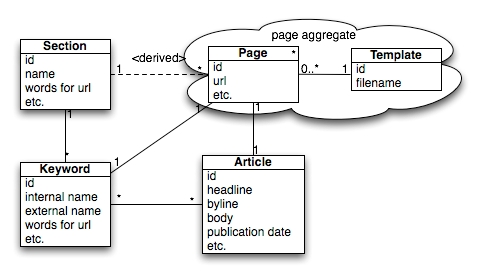 page aggregate
Section
id
name
words for url
etc.
<derived>
1
*
Page
*
id
url
etc.
0..*
1
Template
id
filename
1
1
1
*
1
1
Keyword
id
internal name
external name
words for url
etc.
*
*
Article
id
headline
byline
body
publication date
etc.